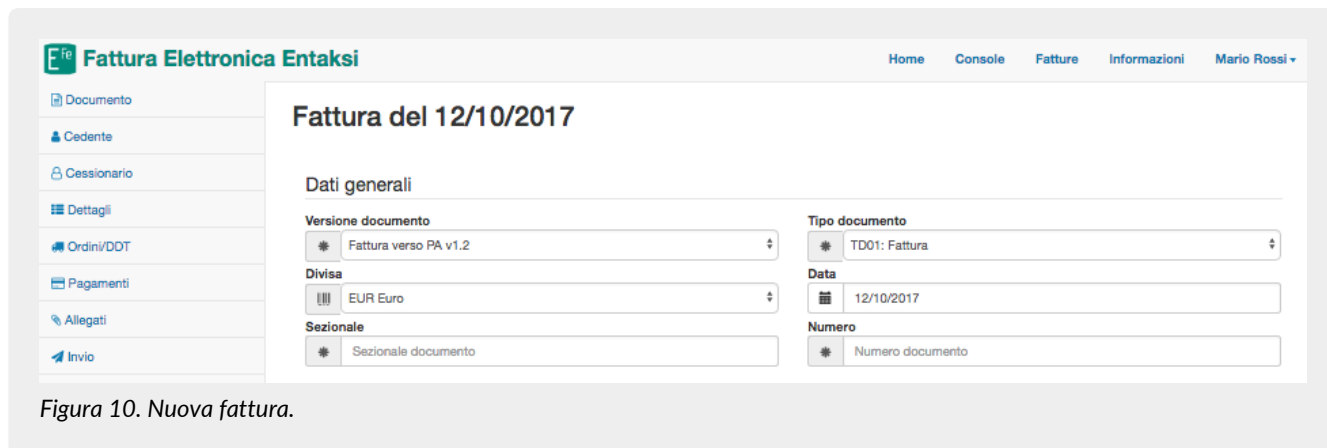 Fe Fattura Elettronica Entaksi Home Console Fatture Informazioni Mario Rossi
Documento
Cedente
Cessionario
Dettagli
Ordini/DDT
Pagamenti
Allegati
Invio
Fattura del 12/10/2017
Dati generali
Versione documento Tipo documento
Fattura verso PA v1.2 TD01: Fattura
Divisa Data
EUR Euro 12/10/2017
Sezionale Numero
Sezionale documento Numero documento
Figura 10. Nuova fattura.